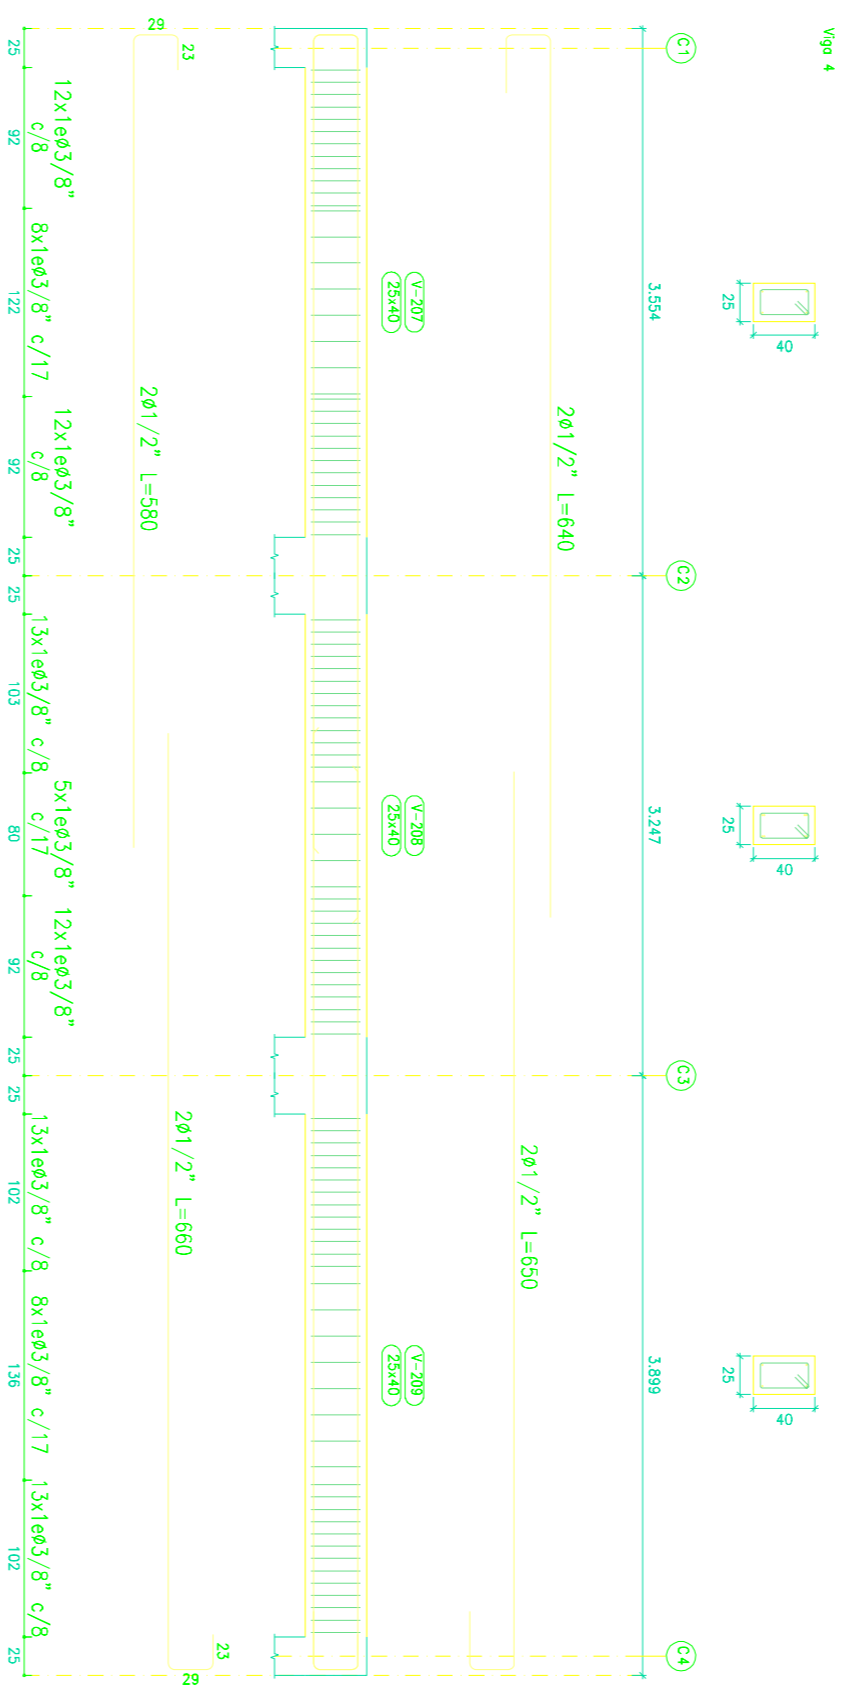 Viga 4
25
40
25
40
25
40
C1
C2
C3
C4
3.554
3.247
3.899
2ø1/2" L=640
2ø1/2" L=650
V-207
25x40
V-208
25x40
V-209
25x40
23
29
2ø1/2" L=580
2ø1/2" L=660
23
29
12x1eø3/8"
c/8
8x1eø3/8" c/17
12x1eø3/8"
c/8
13x1eø3/8" c/8
5x1eø3/8"
c/17
12x1eø3/8"
c/8
13x1eø3/8" c/8
8x1eø3/8" c/17
13x1eø3/8" c/8
25
92
122
92
25
25
103
80
92
25
25
102
136
102
25